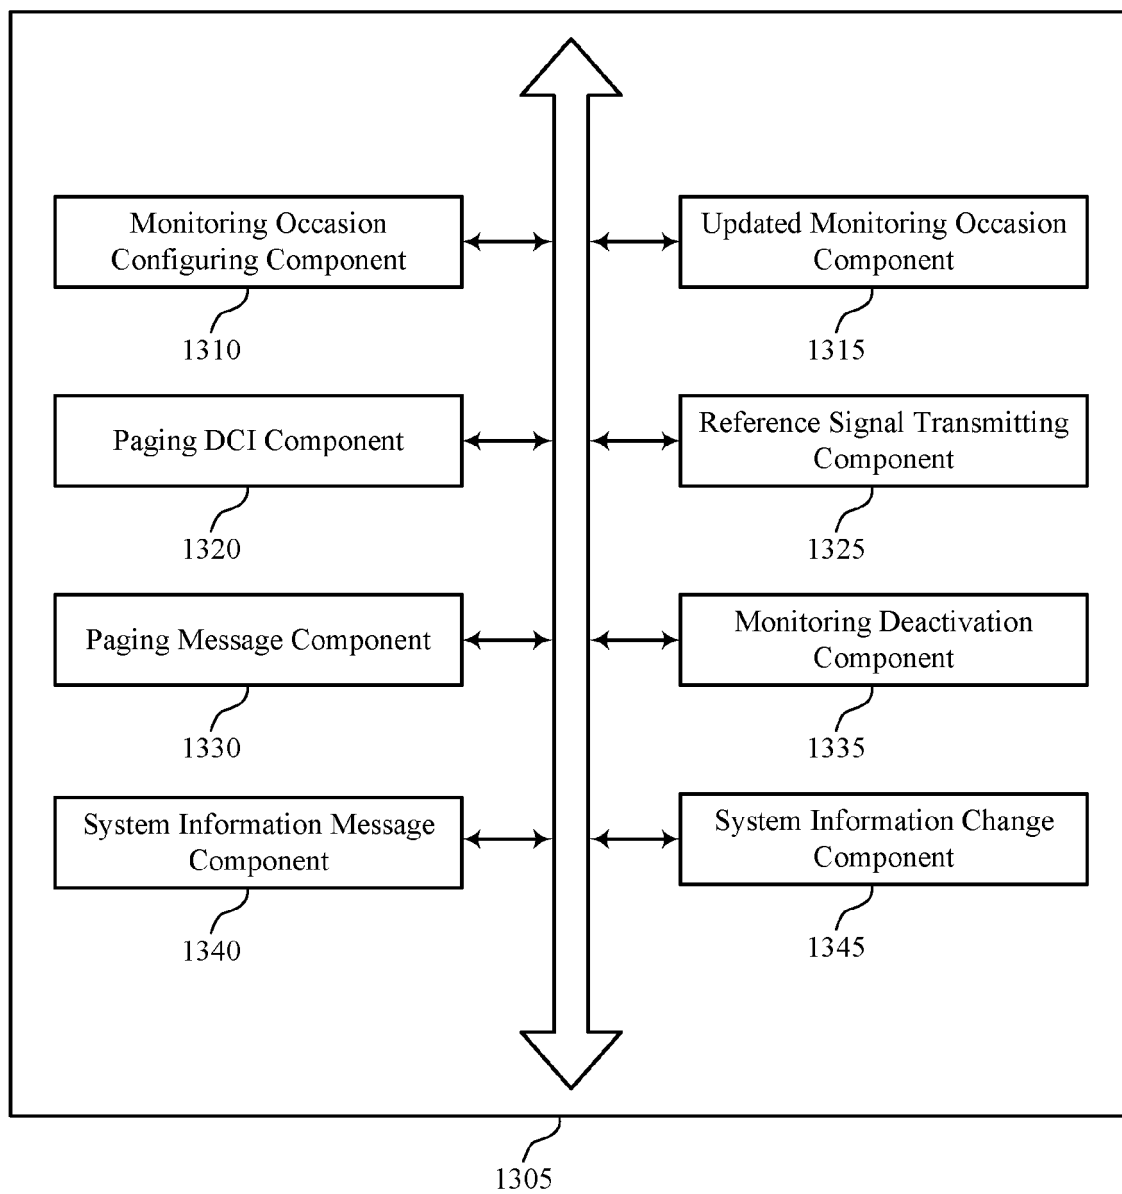 Monitoring Occasion
Configuring Component
1310
Updated Monitoring Occasion
Component
1315
Paging DCI Component
1320
Reference Signal Transmitting
Component
1325
Paging Message Component
1330
Monitoring Deactivation
Component
1335
System Information Message
Component
1340
System Information Change
Component
1345
1305